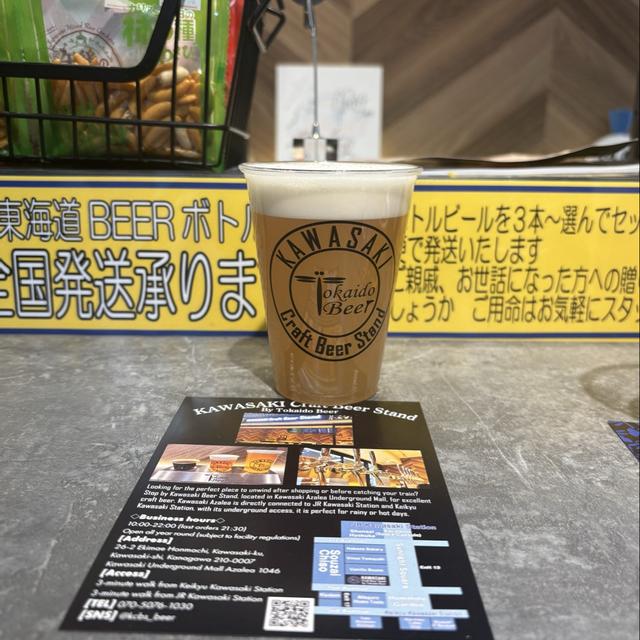 東海道 BEER ボトル
全国発送承りま
トルビールを3本～選んでセッ
で発送いたします
ご親戚、お世話になった方への贈
しょうか ご用命はお気軽にスタッ
KAWASAKI
Tokaido
Beer
Craft Beer Stand
KAWASAKI Craft Beer Stand
By Tokaido Beer
Looking for the perfect place to unwind after shopping or before catching your train?
Stop by Kawasaki Beer Stand, located in Kawasaki Azalea Underground Mall, for excellent
craft beer. Kawasaki Azalea is directly connected to JR Kawasaki Station and Keikyu
Kawasaki Station, with its underground access, it is perfect for rainy or hot days.
◇Business hours◇
10:00-22:00 (last orders 21:30)
Open all year round (subject to facility regulations)
[Address]
26-2 Ekimae Honmachi, Kawasaki-ku,
Kawasaki-shi, Kanagawa 210-0007
Kawasaki Underground Mall Azalea 1046
[Access]
3-minute walk from Keikyu Kawasaki Station
3-minute walk from JR Kawasaki Station
[TEL] 070-5076-1030
[SNS] @kcbs_beer
Souzai
Chiso